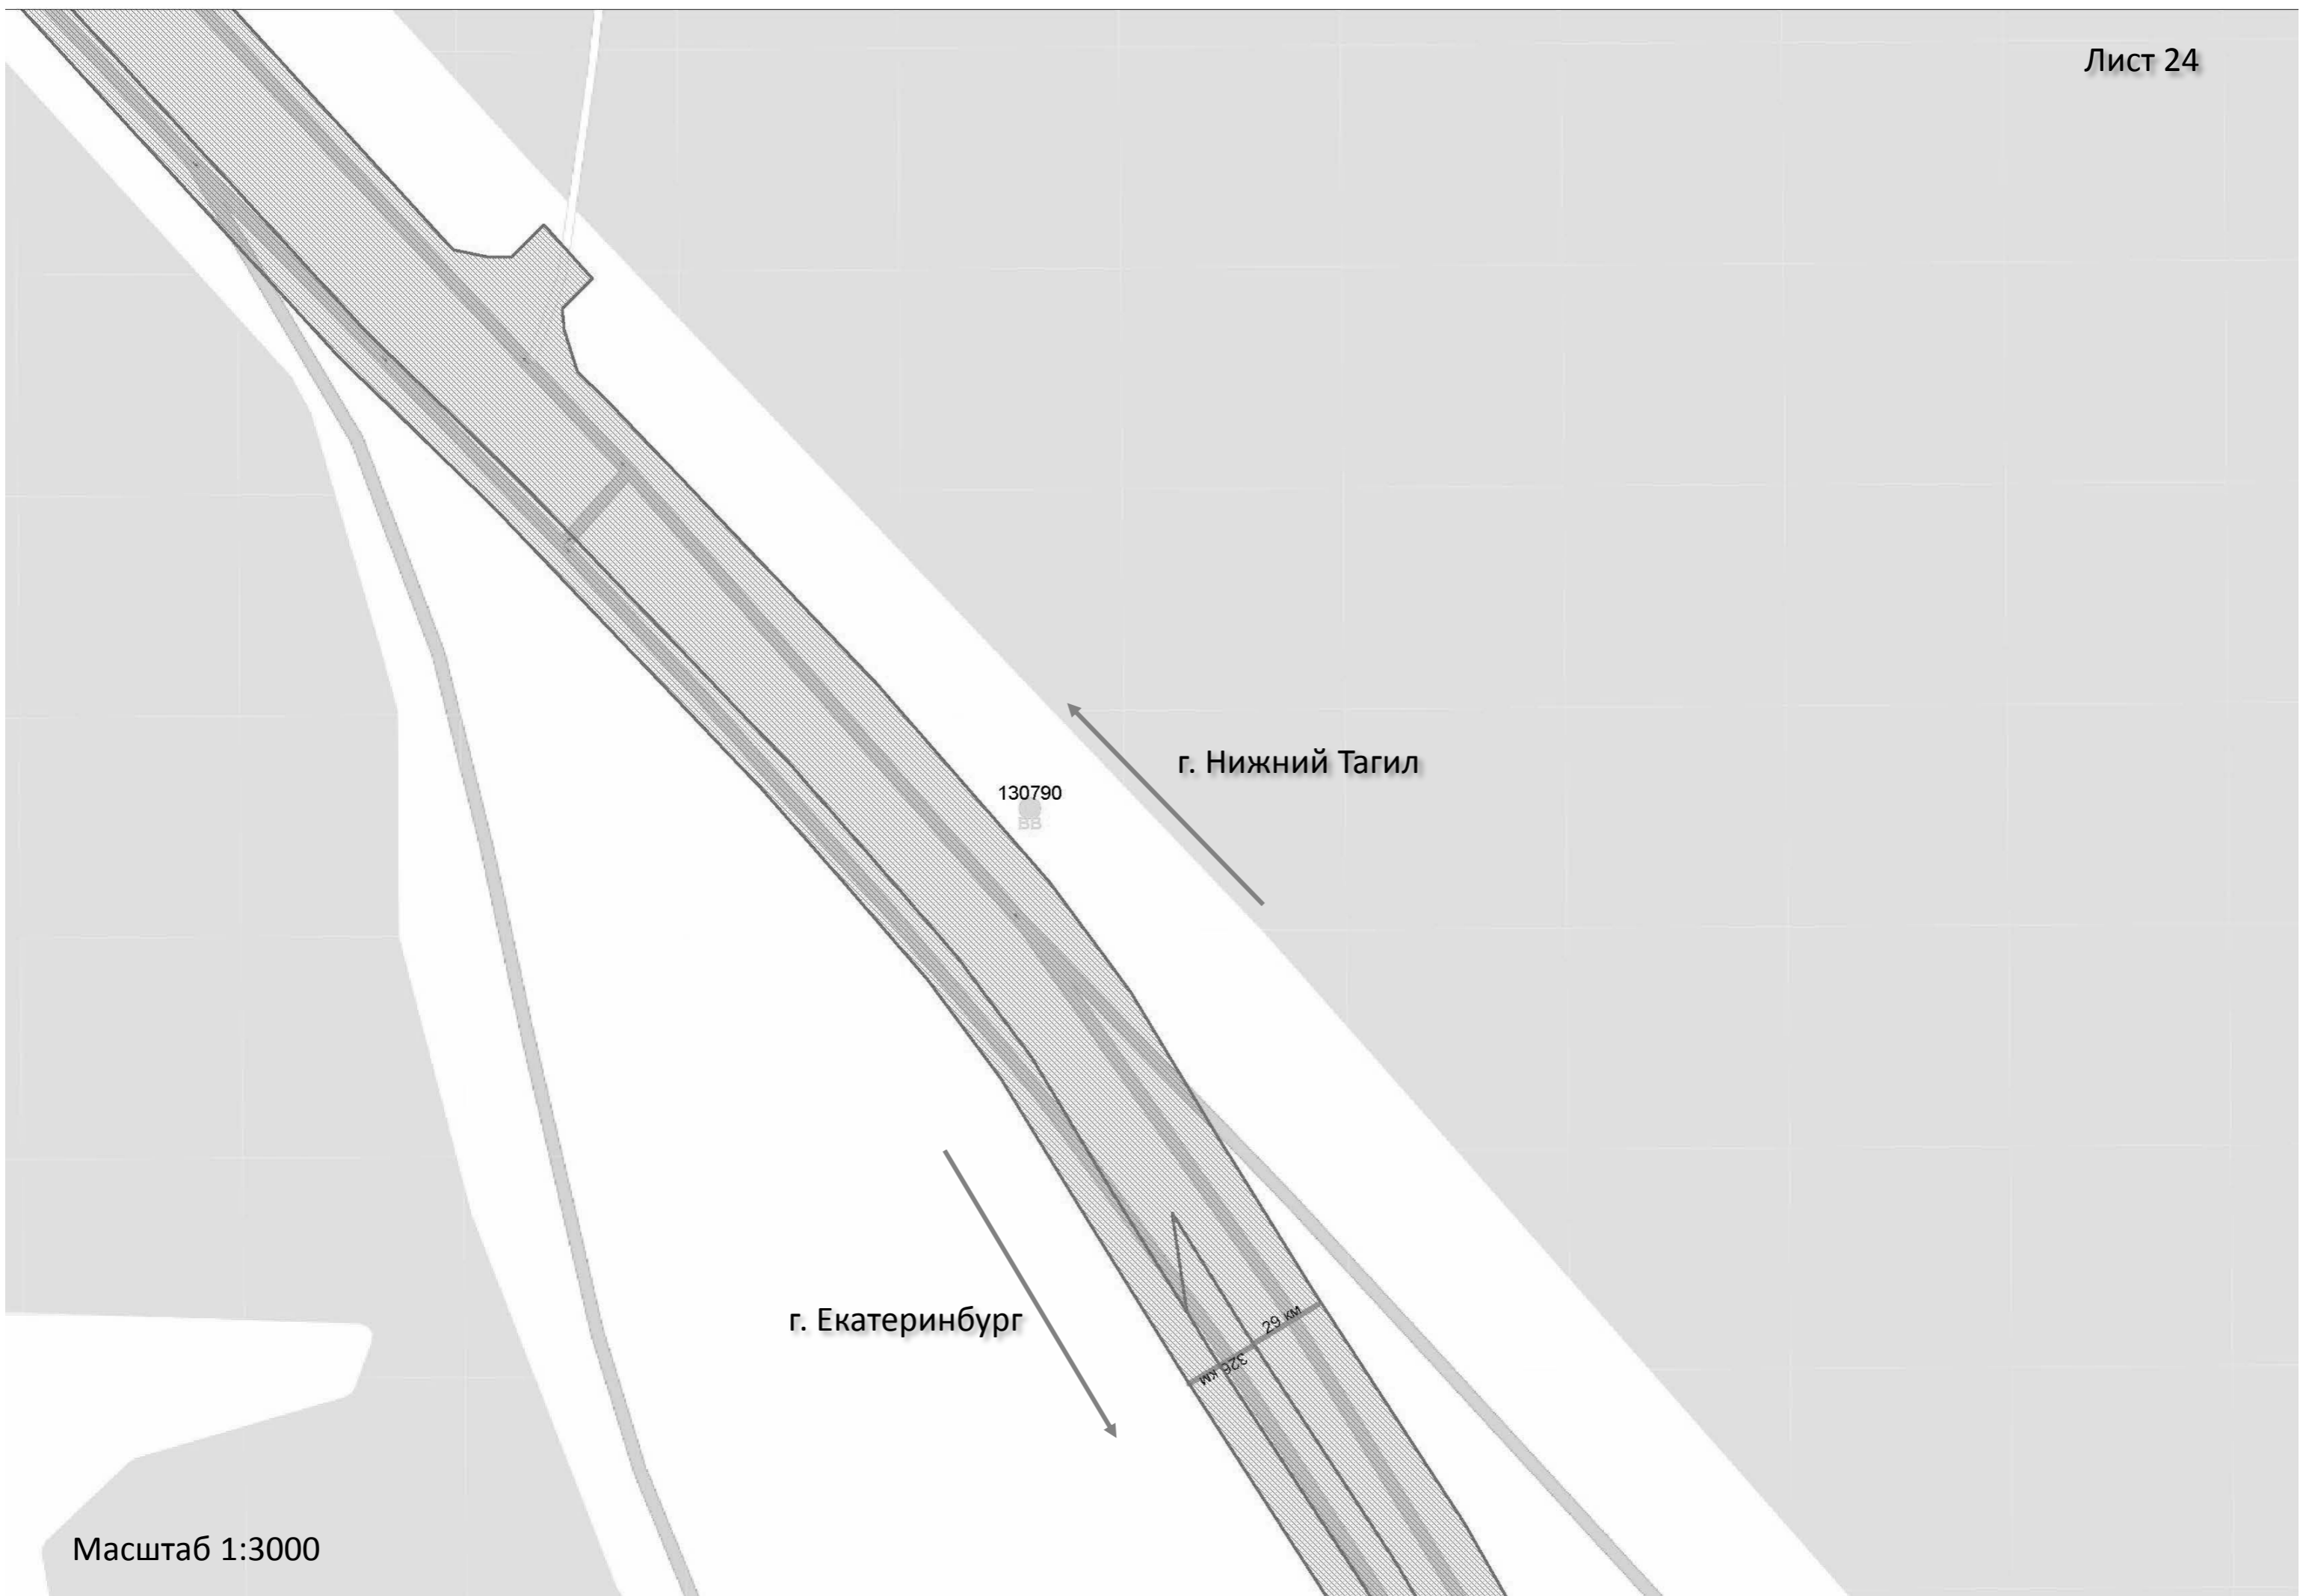 Лист 24
г. Нижний Тагил
130790
ВВ
г. Екатеринбург
29 км
326 км
Масштаб 1:3000